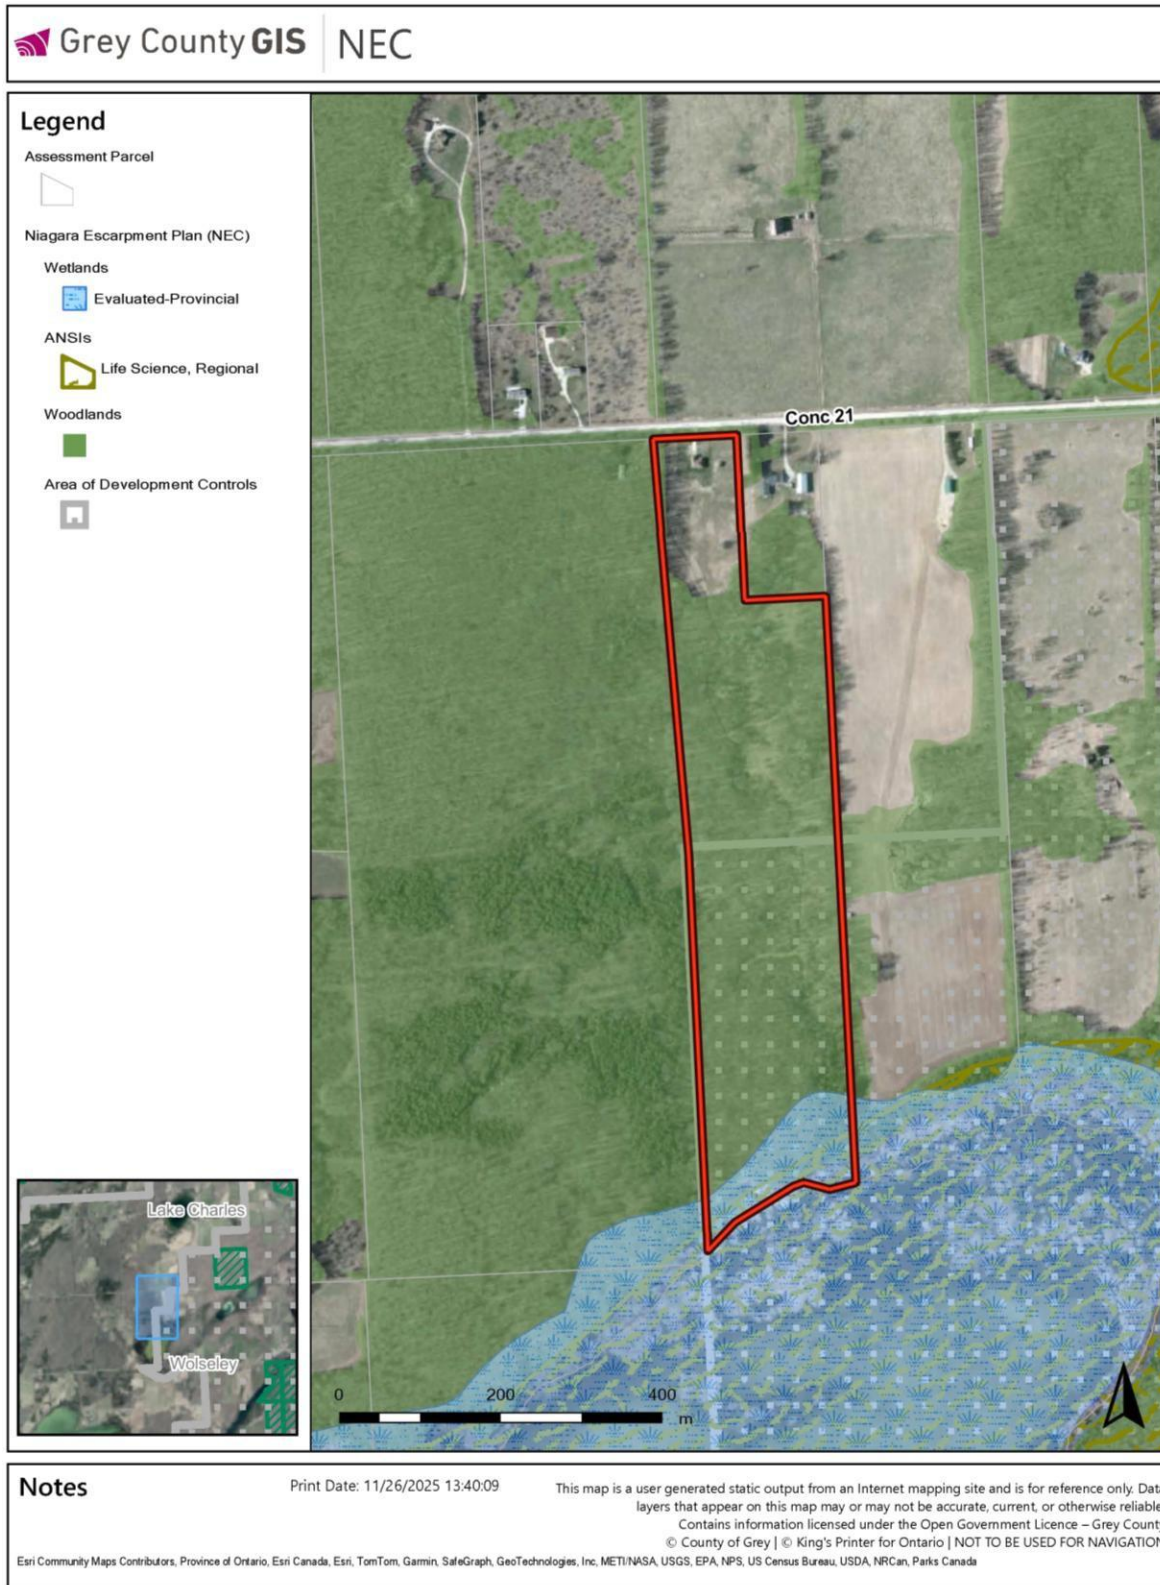 Grey County GIS NEC
Legend
Assessment Parcel
Niagara Escarpment Plan (NEC)
Wetlands
Evaluated-Provincial
ANSIs
Life Science, Regional
Woodlands
Area of Development Controls
Conc 21
Lake Charles
Wolseley
0 200 400
m
Notes
Print Date: 11/26/2025 13:40:09
This map is a user generated static output from an Internet mapping site and is for reference only. Data
layers that appear on this map may or may not be accurate, current, or otherwise reliable
Contains information licensed under the Open Government Licence – Grey County
© County of Grey | © King's Printer for Ontario | NOT TO BE USED FOR NAVIGATION
Esri Community Maps Contributors, Province of Ontario, Esri Canada, Esri, TomTom, Garmin, SafeGraph, GeoTechnologies, Inc, METI/NASA, USGS, EPA, NPS, US Census Bureau, USDA, NRCan, Parks Canada